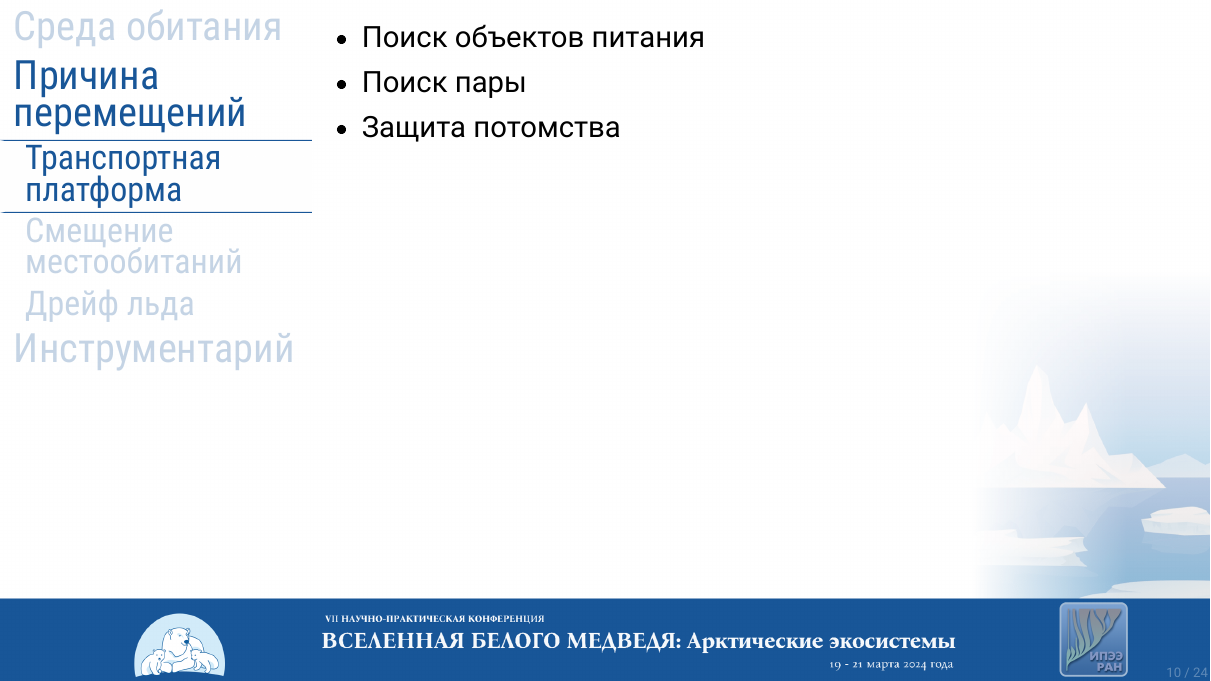 Среда обитания
Причина
перемещений
Транспортная
платформа
Смещение
местообитаний
Дрейф льда
Инструментарий
• Поиск объектов питания
• Поиск пары
• Защита потомства
VII НАУЧНО-ПРАКТИЧЕСКАЯ КОНФЕРЕНЦИЯ
ВСЕЛЕННАЯ БЕЛОГО МЕДВЕДЯ: Арктические экосистемы
19 - 21 марта 2024 года
ИПЭЭ
РАН
10 / 24